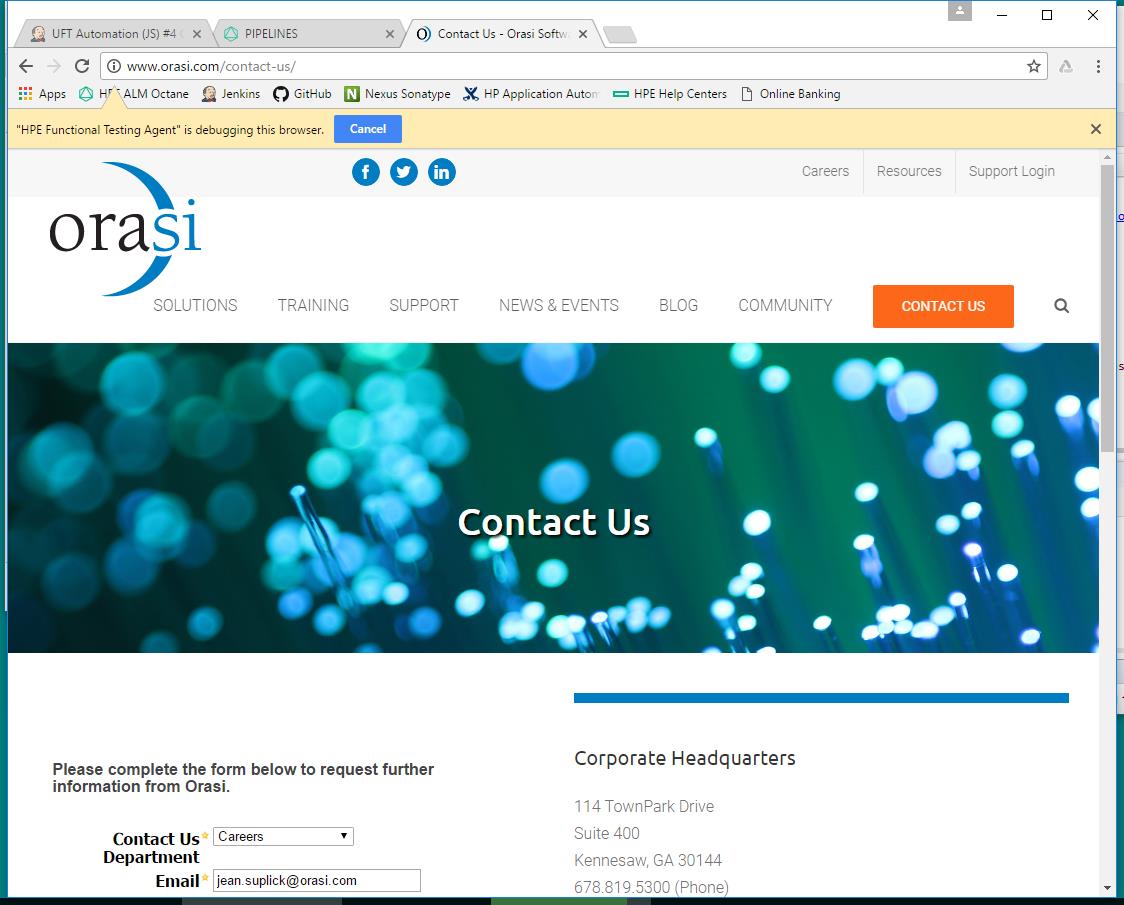 UFT Automation (JS) #4
PIPELINES
Contact Us - Orasi Softw
www.orasi.com/contact-us/
Apps
HPE ALM Octane
Jenkins
GitHub
Nexus Sonatype
HP Application Autom
HPE Help Centers
Online Banking
"HPE Functional Testing Agent" is debugging this browser.
Cancel
Careers
Resources
Support Login
orasi
SOLUTIONS
TRAINING
SUPPORT
NEWS & EVENTS
BLOG
COMMUNITY
CONTACT US
Contact Us
Please complete the form below to request further
information from Orasi.
Contact Us
Department
Careers
Email
jean.suplick@orasi.com
Corporate Headquarters
114 TownPark Drive
Suite 400
Kennesaw, GA 30144
678.819.5300 (Phone)